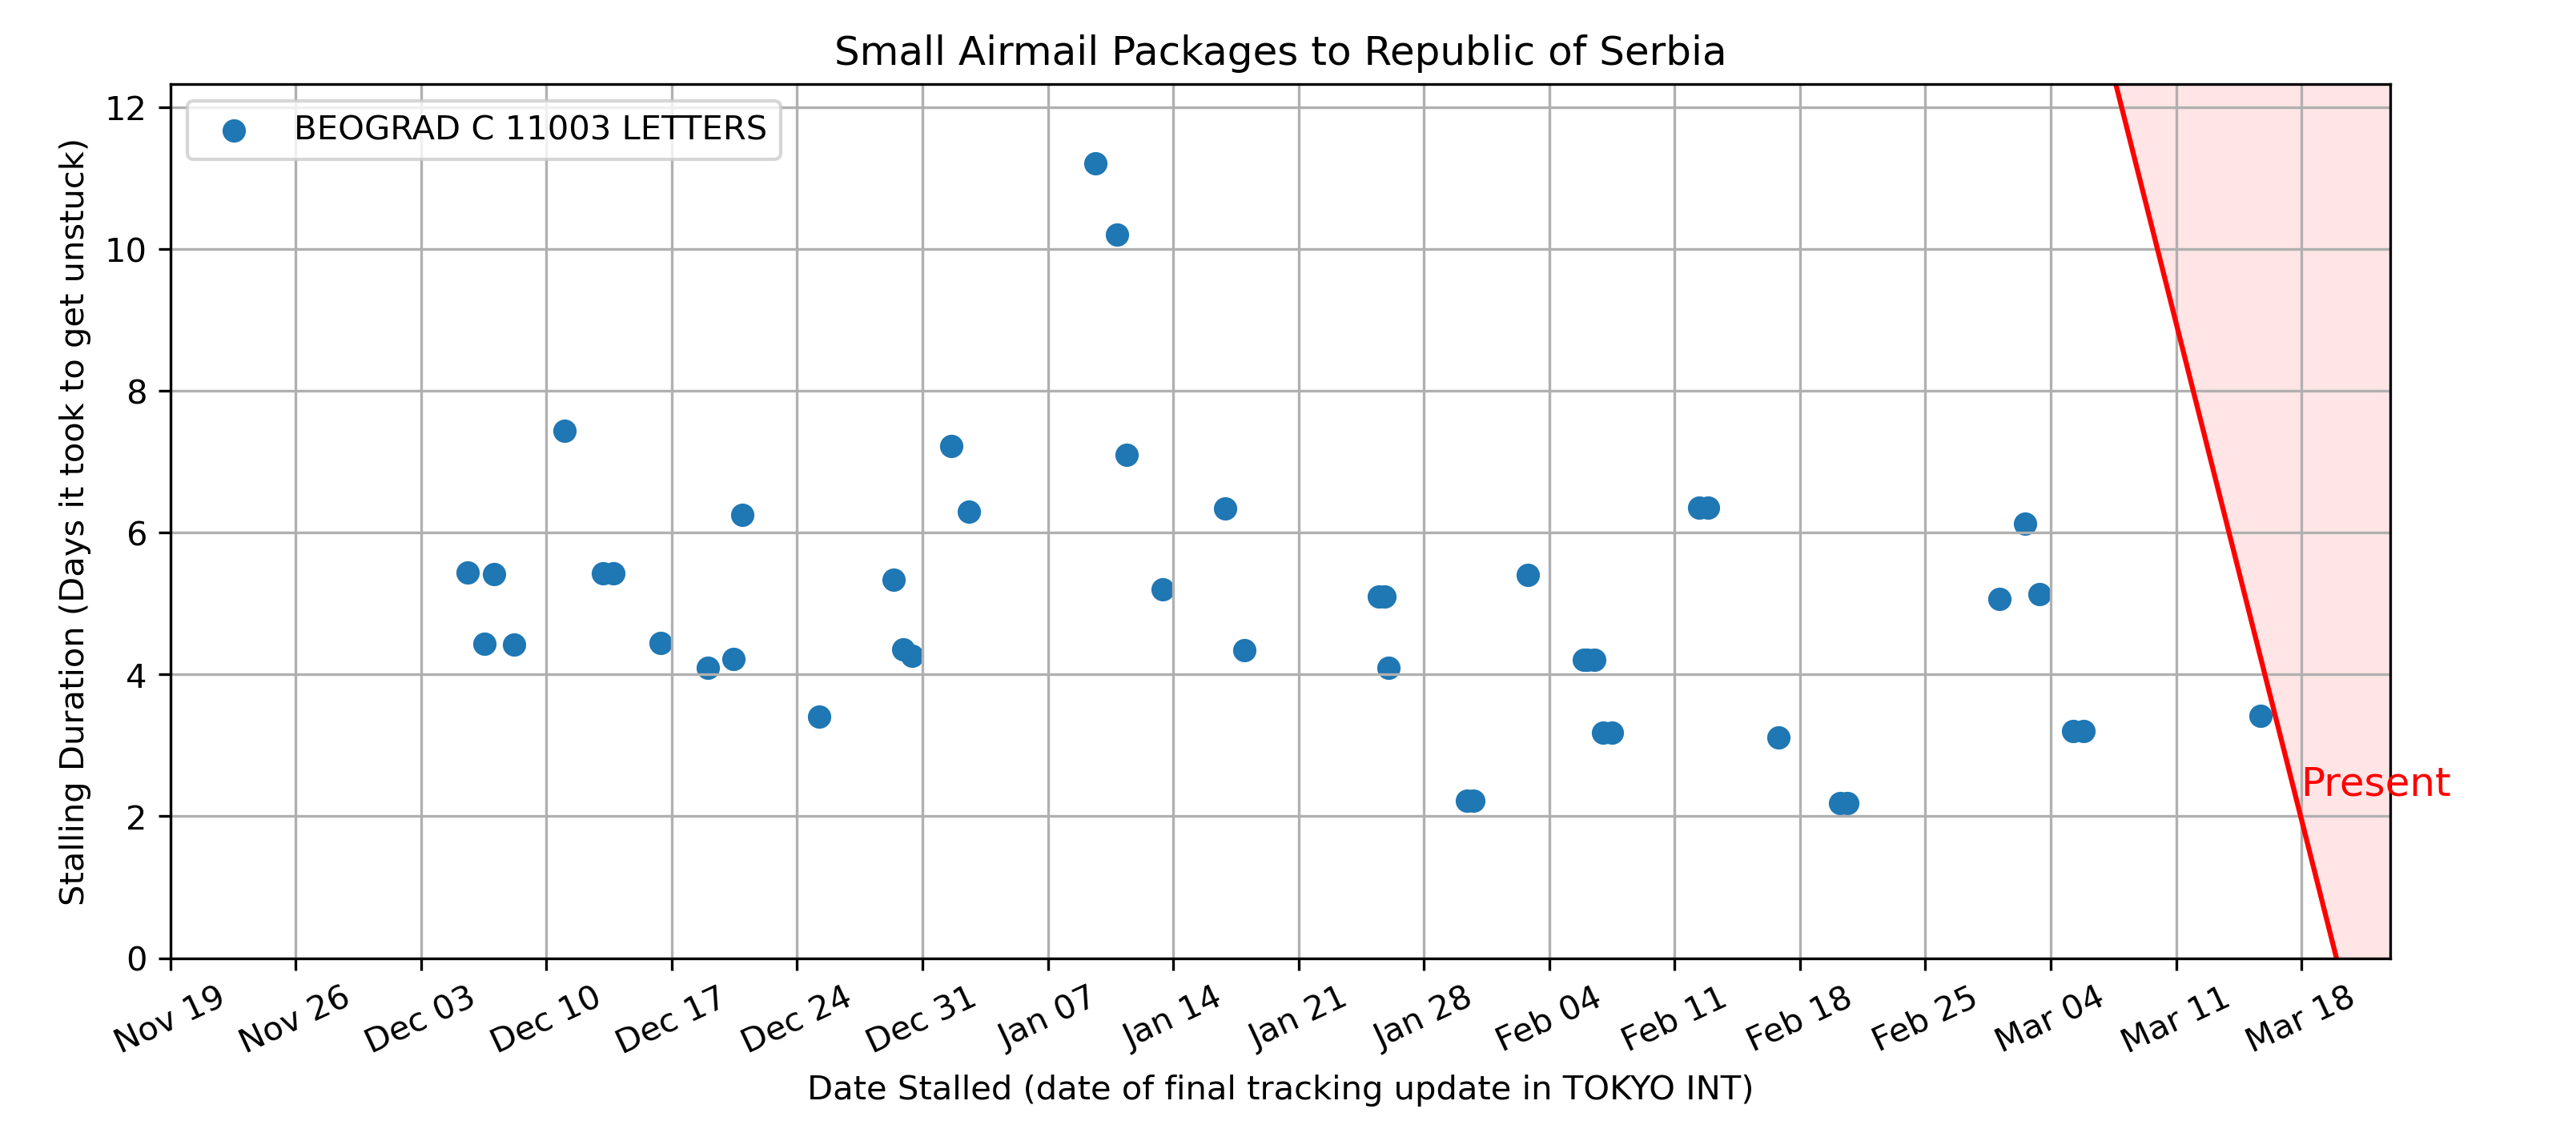 Small Airmail Packages to Republic of Serbia
BEOGRAD C 11003 LETTERS
Stalling Duration (Days it took to get unstuck)
12
10
8
6
4
2
0
Present
Nov 19
Nov 26
Dec 03
Dec 10
Dec 17
Dec 24
Dec 31
Jan 07
Jan 14
Jan 21
Jan 28
Feb 04
Feb 11
Feb 18
Feb 25
Mar 04
Mar 11
Mar 18
Date Stalled (date of final tracking update in TOKYO INT)